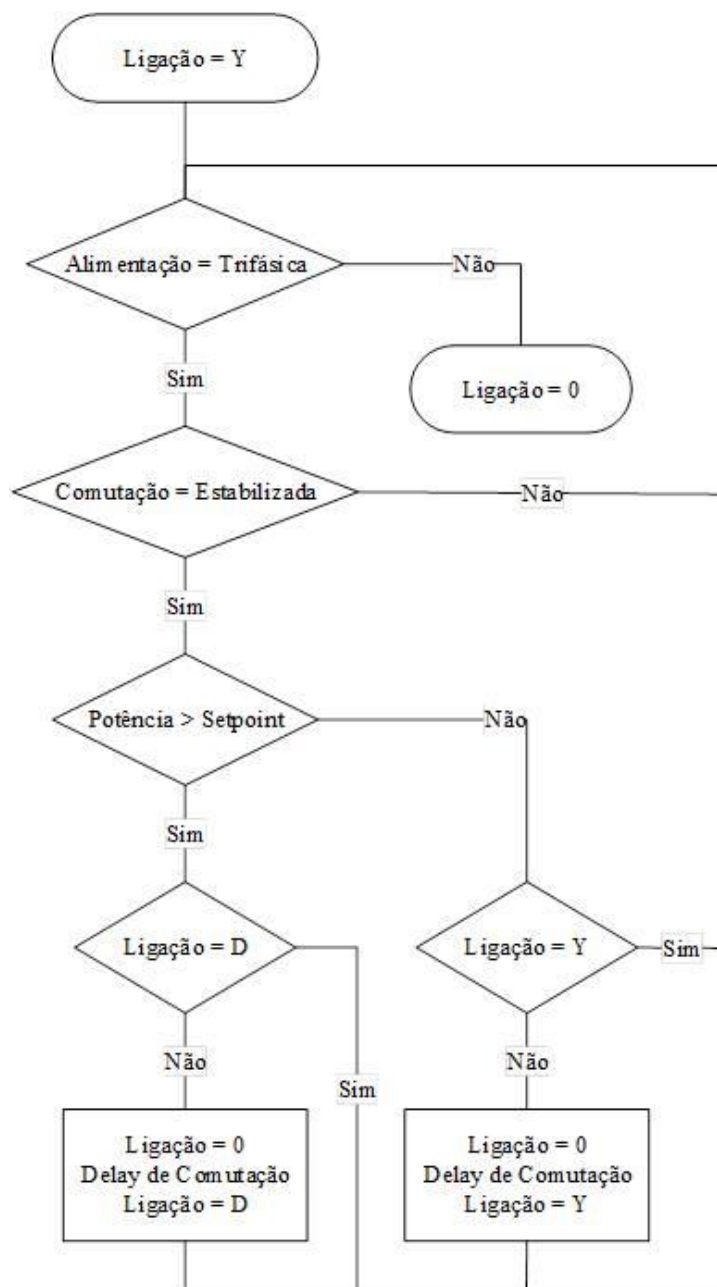 Ligação = Y
Alimentação = Trifásica
Não
Sim
Ligação = 0
Comutação = Estabilizada
Não
Sim
Potência > Setpoint
Não
Sim
Ligação = D
Ligação = Y
Sim
Não
Não
Sim
Ligação = 0
Delay de Comutação
Ligação = D
Ligação = 0
Delay de Comutação
Ligação = Y